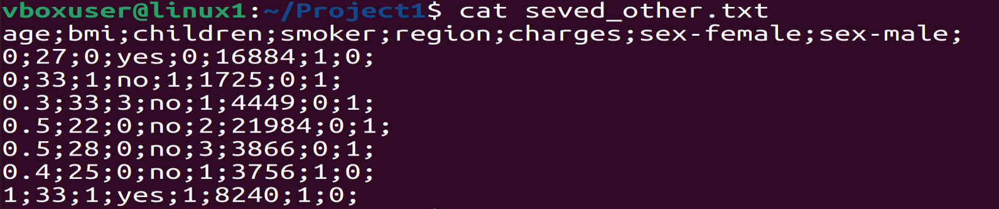 vboxuser@linux1:~/Project1$ cat seved_other.txt
age;bmi;children;smoker;region;charges;sex-female;sex-male;
0;27;0;yes;0;16884;1;0;
0;33;1;no;1;1725;0;1;
0.3;33;3;no;1;4449;0;1;
0.5;22;0;no;2;21984;0;1;
0.5;28;0;no;3;3866;0;1;
0.4;25;0;no;1;3756;1;0;
1;33;1;yes;1;8240;1;0;